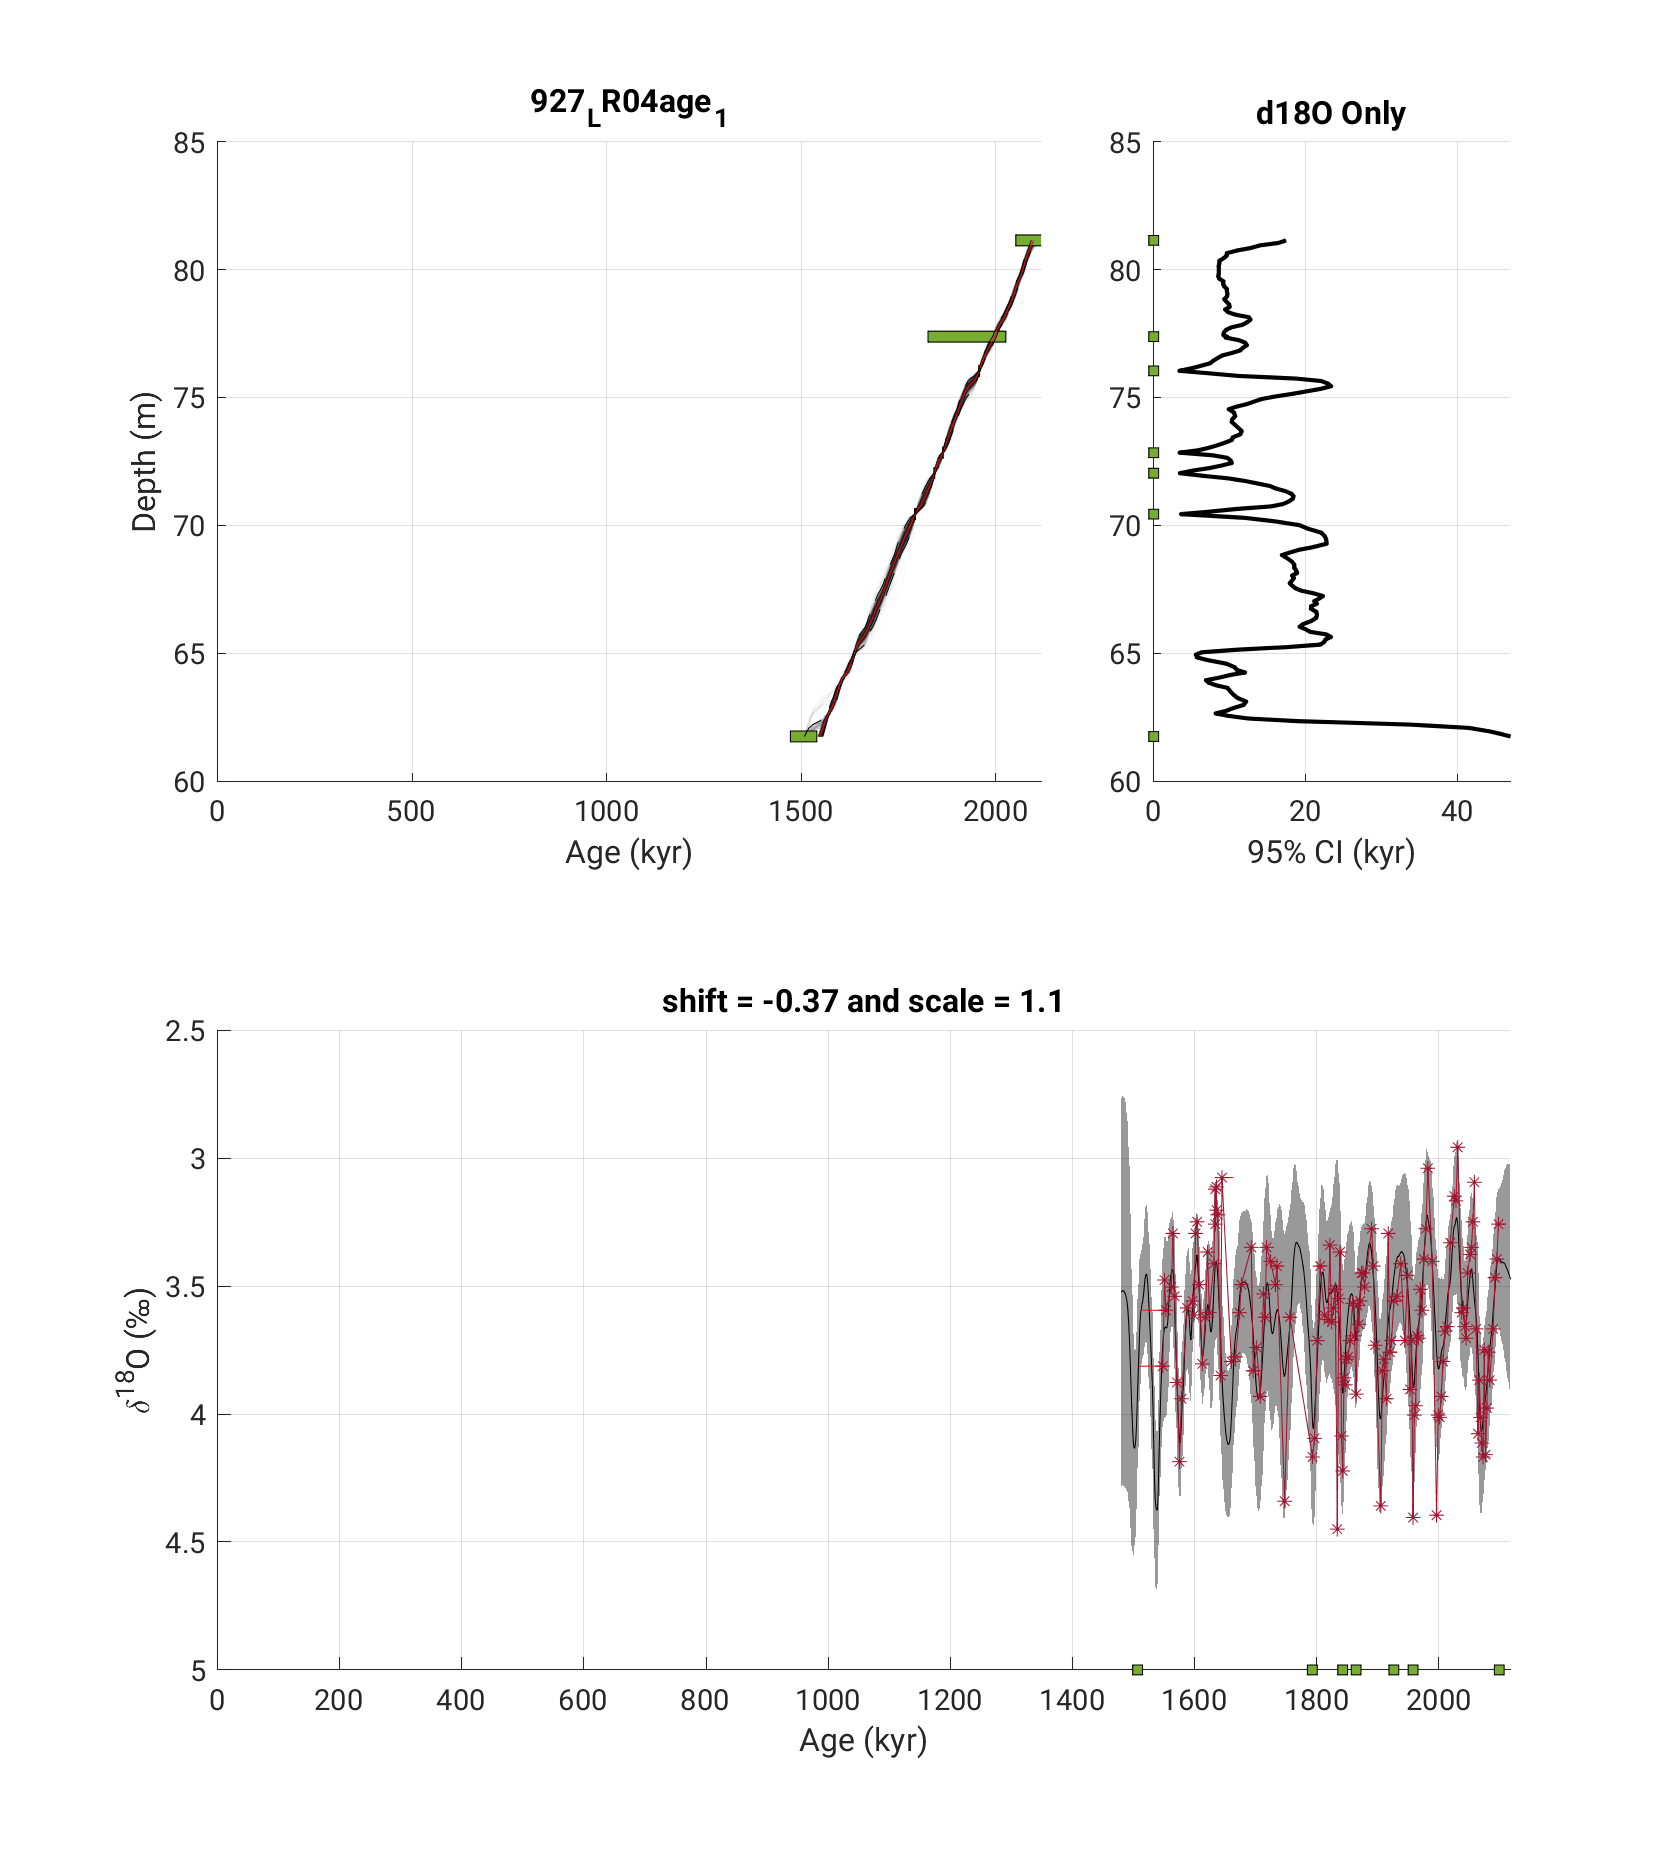 927_LR04age_1
d18O Only
85
80
75
70
65
60
Depth (m)
0 500 1000 1500 2000
Age (kyr)
85
80
75
70
65
60
0 20 40
95% CI (kyr)
shift = -0.37 and scale = 1.1
2.5
3
3.5
4
4.5
5
δ18O (‰)
0 200 400 600 800 1000 1200 1400 1600 1800 2000
Age (kyr)